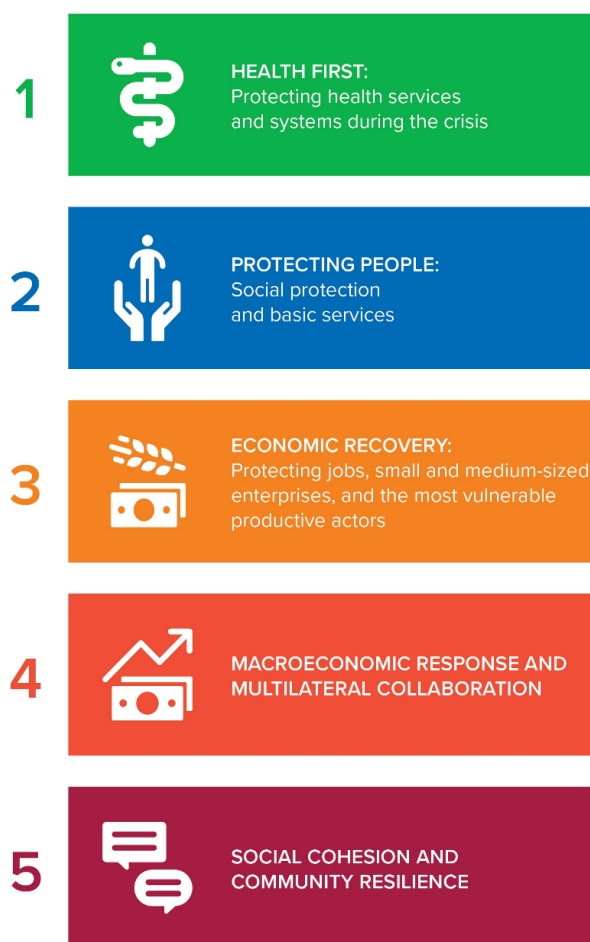 1
HEALTH FIRST:
Protecting health services
and systems during the crisis
2
PROTECTING PEOPLE:
Social protection
and basic services
3
ECONOMIC RECOVERY:
Protecting jobs, small and medium-sized
enterprises, and the most vulnerable
productive actors
4
MACROECONOMIC RESPONSE AND
MULTILATERAL COLLABORATION
5
SOCIAL COHESION AND
COMMUNITY RESILIENCE